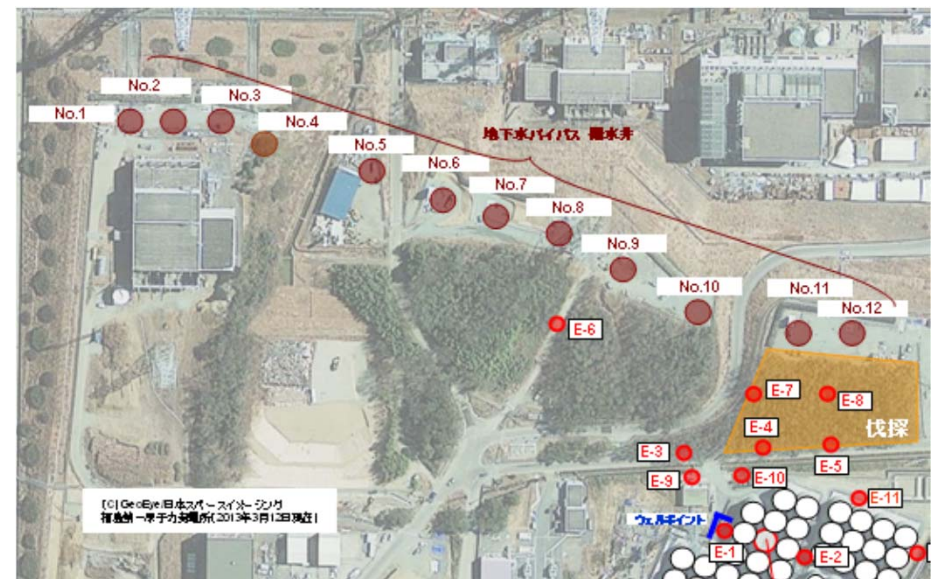 No.1
No.2
No.3
No.4
No.5
No.6
No.7
No.8
No.9
No.10
No.11
No.12
地下水バイパス 揚水井
E-6
E-7
E-8
E-4
伐採
E-3
E-5
E-9
E-10
E-11
ウェルポイント
E-1
E-2
[C]GeoEye/日本スペースイメージング
福島第一原子力発電所(2013年3月12日現在)